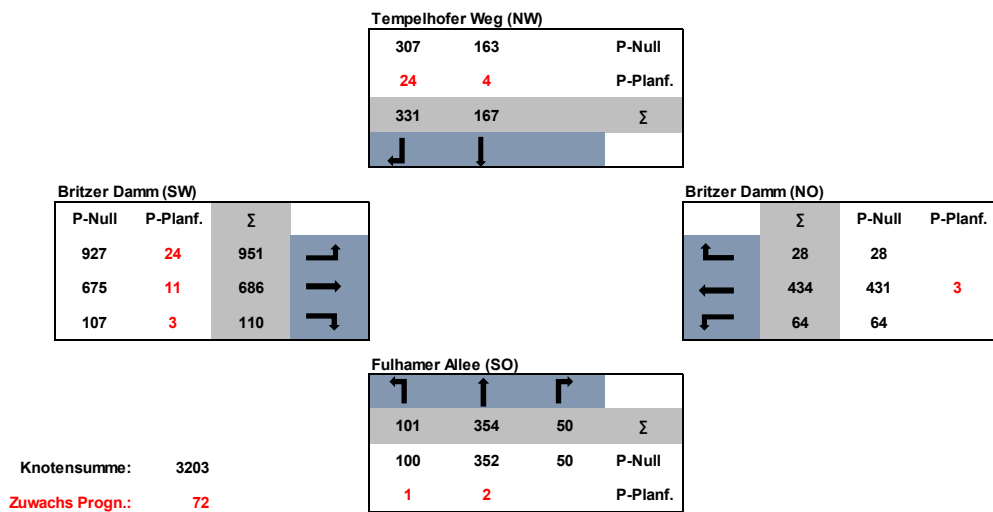 Tempelhofer Weg (NW)
307 163 P-Null
24 4 P-Planf.
331 167 Σ
Britzer Damm (SW)
P-Null P-Planf. Σ
927 24 951
675 11 686
107 3 110
Britzer Damm (NO)
Σ P-Null P-Planf.
28 28
434 431 3
64 64
Fulhamer Allee (SO)
101 354 50 Σ
100 352 50 P-Null
1 2 P-Planf.
Knotensumme: 3203
Zuwachs Progn.: 72